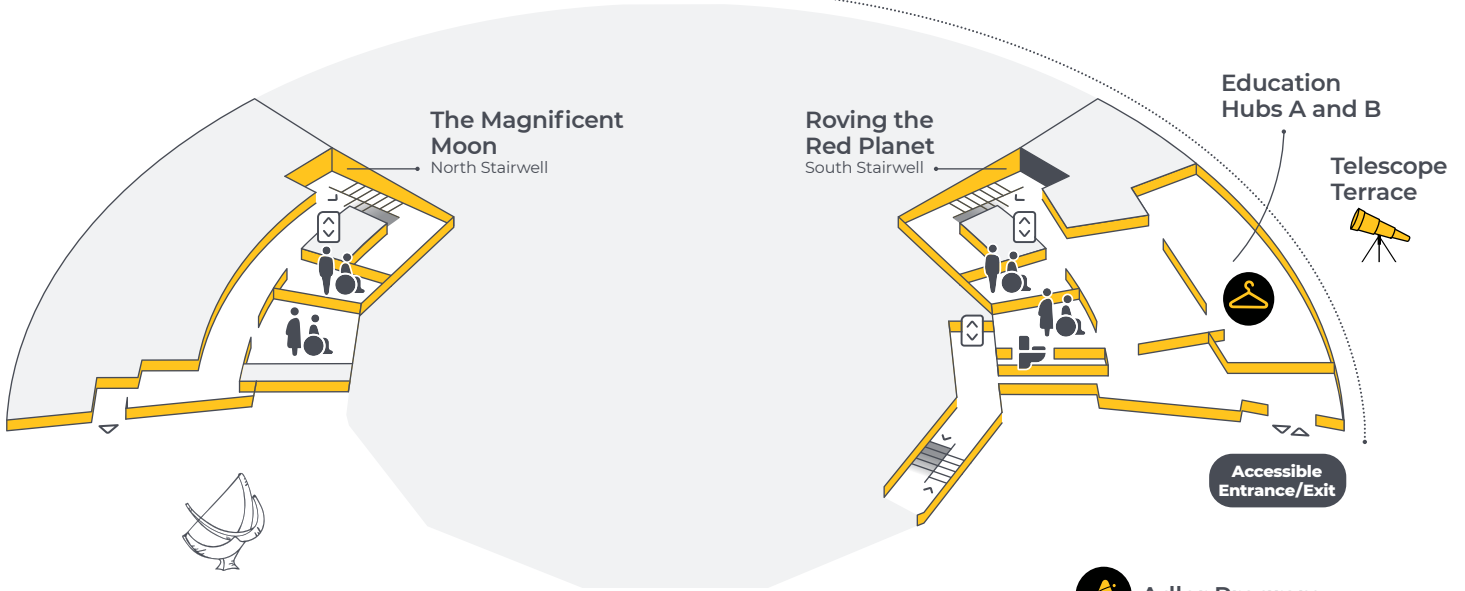 The Magnificent
Moon
North Stairwell
Roving the
Red Planet
South Stairwell
Education
Hubs A and B
Telescope
Terrace
Accessible
Entrance/Exit